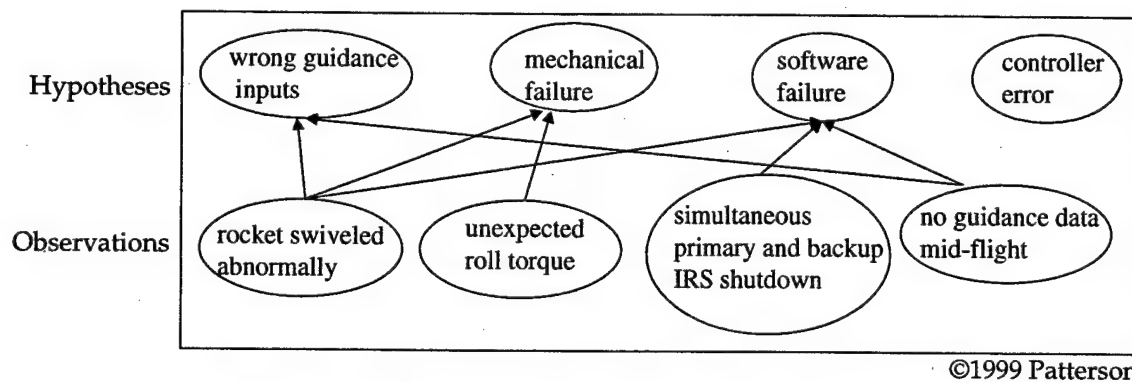 Hypotheses
wrong guidance
inputs
mechanical
failure
software
failure
controller
error
Observations
rocket swiveled
abnormally
unexpected
roll torque
simultaneous
primary and backup
IRS shutdown
no guidance data
mid-flight
©1999 Patterson